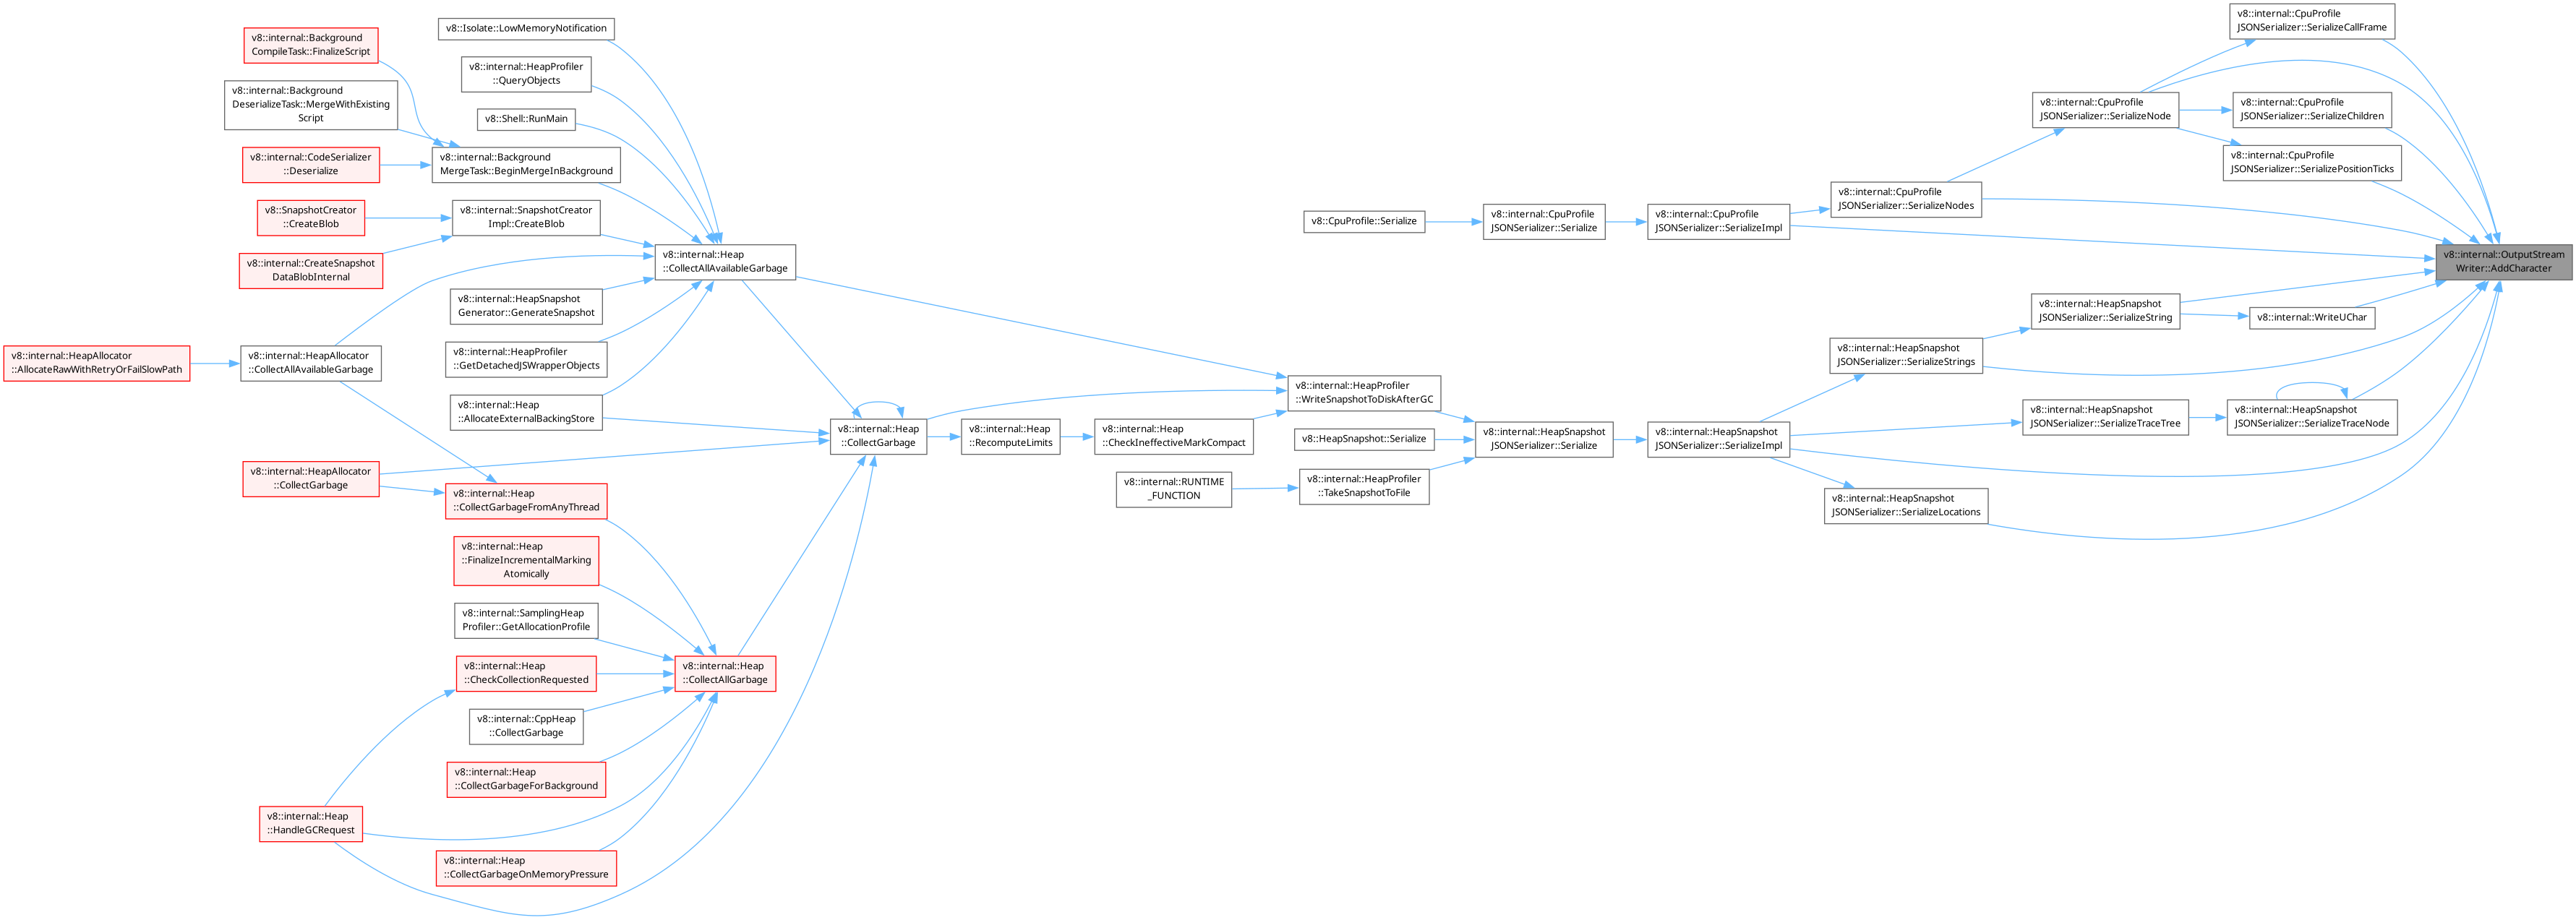 v8::internal::HeapAllocator
::AllocateRawWithRetryOrFailSlowPath
v8::internal::Background
CompileTask::FinalizeScript
v8::internal::Background
DeserializeTask::MergeWithExisting
Script
v8::internal::CodeSerializer
::Deserialize
v8::SnapshotCreator
::CreateBlob
v8::internal::CreateSnapshot
DataBlobInternal
v8::internal::HeapAllocator
::CollectAllAvailableGarbage
v8::internal::HeapAllocator
::CollectGarbage
v8::internal::Heap
::HandleGCRequest
v8::Isolate::LowMemoryNotification
v8::internal::HeapProfiler
::QueryObjects
v8::Shell::RunMain
v8::internal::Background
MergeTask::BeginMergeInBackground
v8::internal::SnapshotCreator
Impl::CreateBlob
v8::internal::HeapSnapshot
Generator::GenerateSnapshot
v8::internal::HeapProfiler
::GetDetachedJSWrapperObjects
v8::internal::Heap
::AllocateExternalBackingStore
v8::internal::Heap
::CollectGarbageFromAnyThread
v8::internal::Heap
::FinalizeIncrementalMarking
Atomically
v8::internal::SamplingHeap
Profiler::GetAllocationProfile
v8::internal::Heap
::CheckCollectionRequested
v8::internal::CppHeap
::CollectGarbage
v8::internal::Heap
::CollectGarbageForBackground
v8::internal::Heap
::CollectGarbageOnMemoryPressure
v8::internal::Heap
::CollectAllAvailableGarbage
v8::internal::Heap
::CollectAllGarbage
v8::internal::Heap
::CollectGarbage
v8::internal::Heap
::RecomputeLimits
v8::internal::Heap
::CheckIneffectiveMarkCompact
v8::internal::RUNTIME
_FUNCTION
v8::CpuProfile::Serialize
v8::internal::HeapProfiler
::WriteSnapshotToDiskAfterGC
v8::HeapSnapshot::Serialize
v8::internal::HeapProfiler
::TakeSnapshotToFile
v8::internal::CpuProfile
JSONSerializer::Serialize
v8::internal::HeapSnapshot
JSONSerializer::Serialize
v8::internal::CpuProfile
JSONSerializer::SerializeImpl
v8::internal::HeapSnapshot
JSONSerializer::SerializeImpl
v8::internal::CpuProfile
JSONSerializer::SerializeNodes
v8::internal::HeapSnapshot
JSONSerializer::SerializeStrings
v8::internal::HeapSnapshot
JSONSerializer::SerializeLocations
v8::internal::CpuProfile
JSONSerializer::SerializeNode
v8::internal::HeapSnapshot
JSONSerializer::SerializeString
v8::internal::HeapSnapshot
JSONSerializer::SerializeTraceTree
v8::internal::CpuProfile
JSONSerializer::SerializeCallFrame
v8::internal::CpuProfile
JSONSerializer::SerializeChildren
v8::internal::CpuProfile
JSONSerializer::SerializePositionTicks
v8::internal::WriteUChar
v8::internal::HeapSnapshot
JSONSerializer::SerializeTraceNode
v8::internal::OutputStream
Writer::AddCharacter